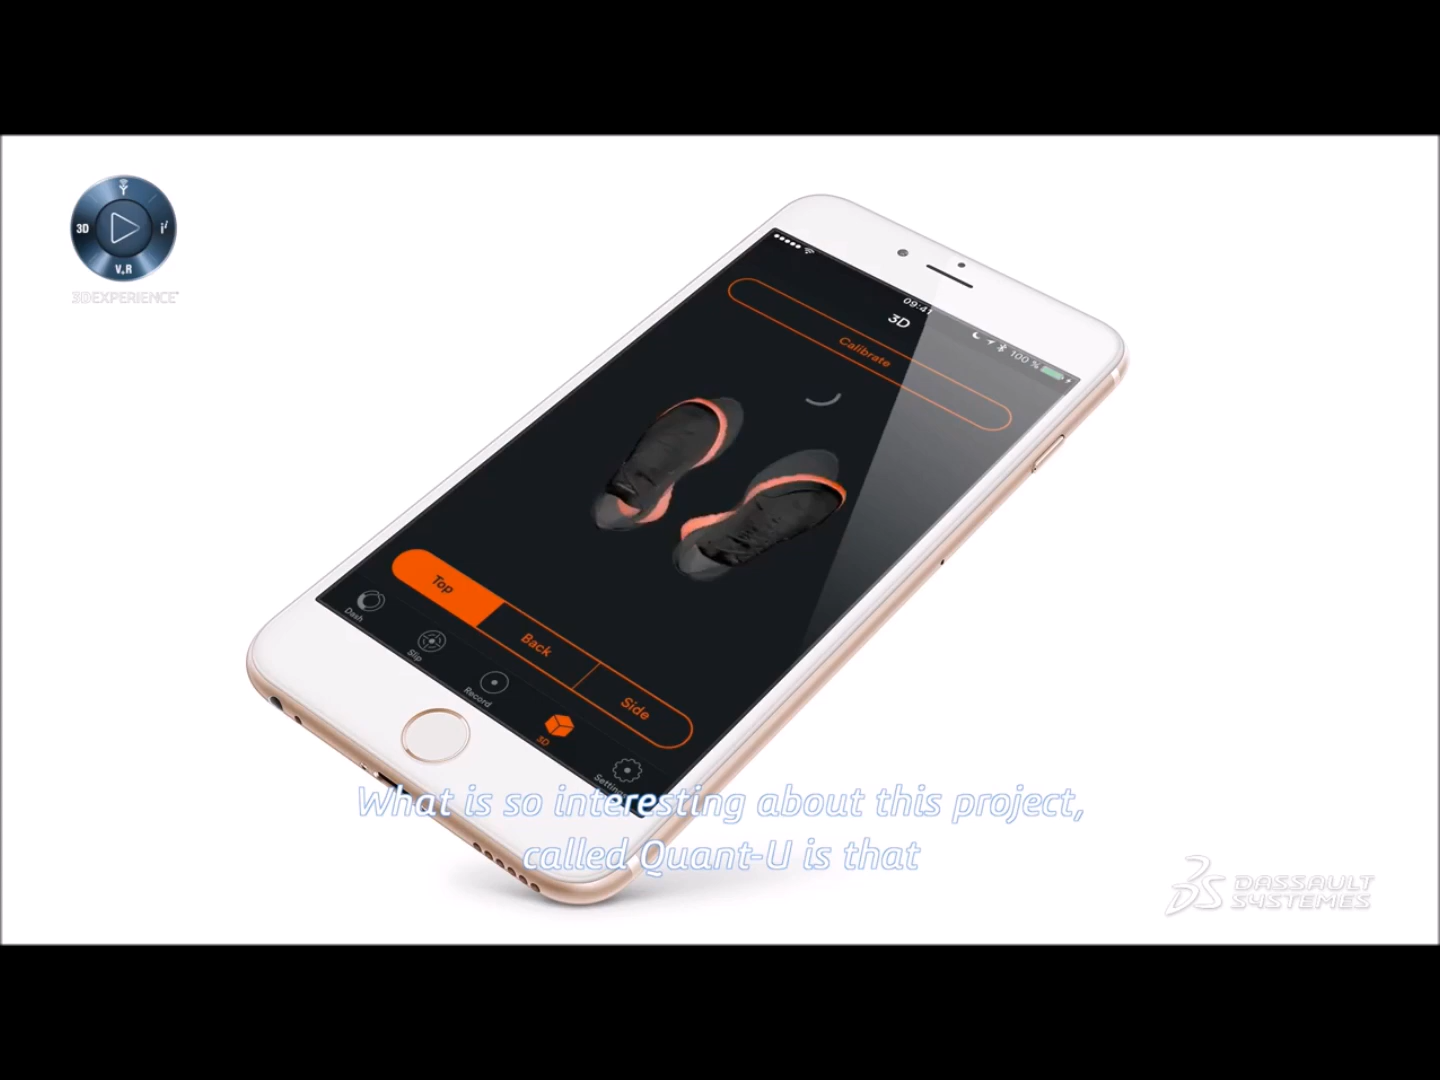 3D
V,R
3DEXPERIENCE
09:41
100 %
3D
Calibrate
Top
Back
Side
Dash
Slip
Record
3D
Settings
What is so interesting about this project,
called Quant-U is that
DASSAULT
SYSTEMES